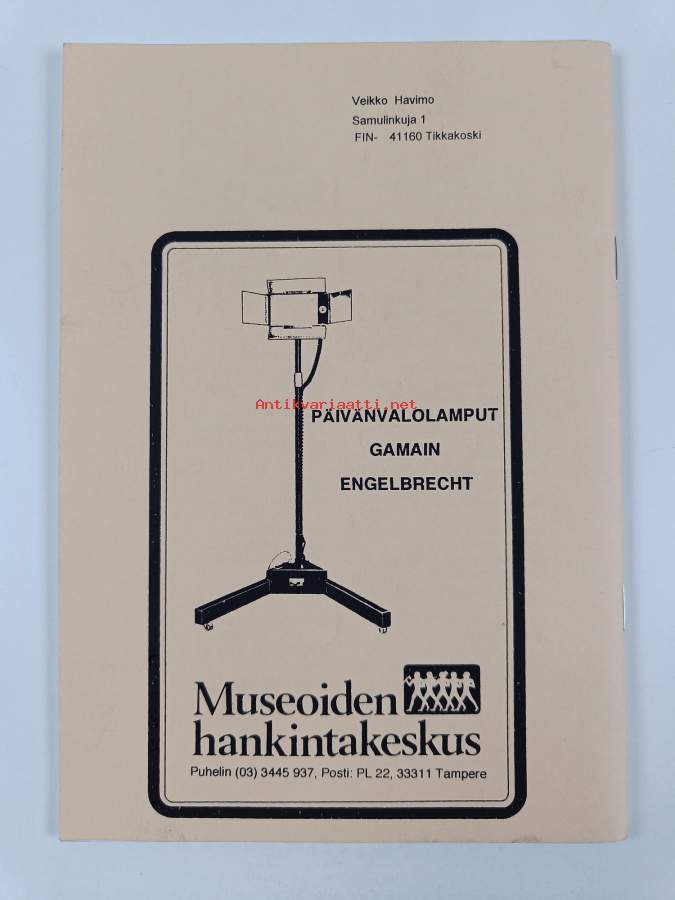 Veikko Havimo
Samulinkuja 1
FIN- 41160 Tikkakoski
Antikvariaatti.net
PÄIVÄNVALOLAMPUT
GAMAIN
ENGELBRECHT
Museoiden
hankintakeskus
Puhelin (03) 3445 937, Posti: PL 22, 33311 Tampere